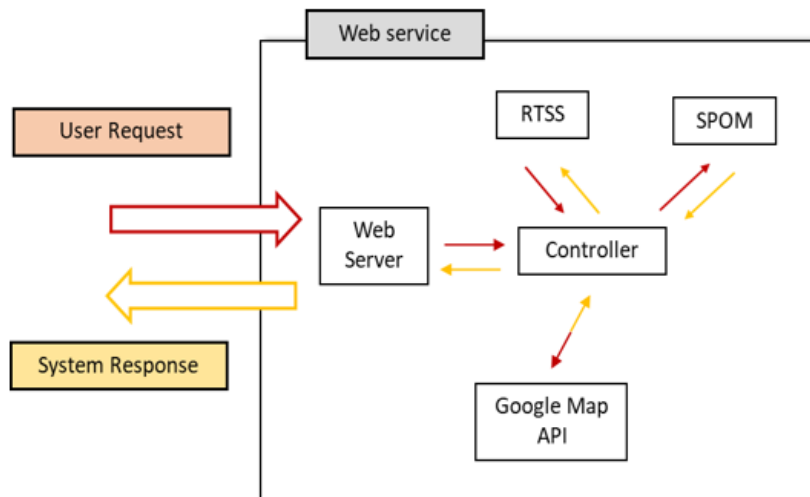 Web service
User Request
RTSS
SPOM
Web
Server
Controller
System Response
Google Map
API